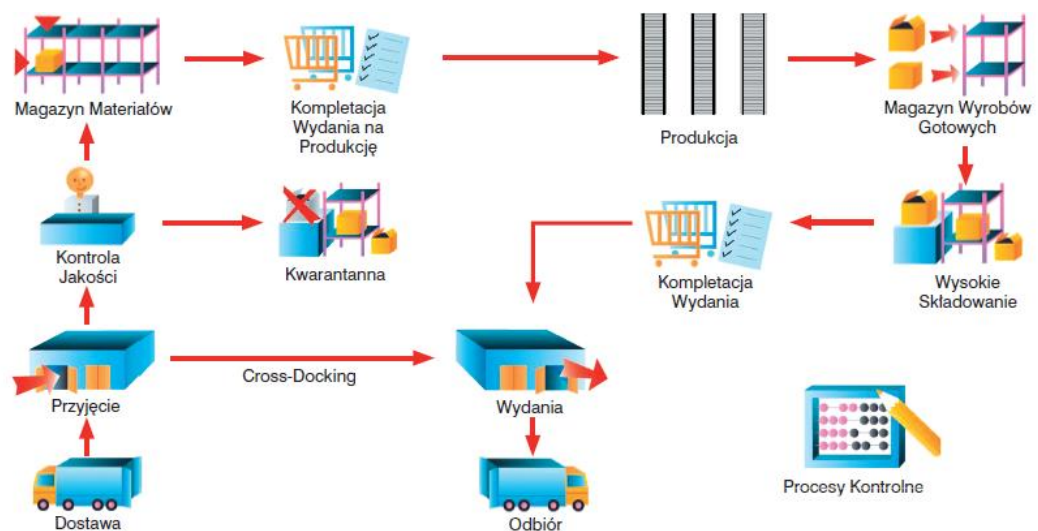 Magazyn Materiałów
Kompletacja
Wydania na
Produkcję
Produkcja
Magazyn Wyrobów
Gotowych
Kontrola
Jakości
Kwarantanna
Kompletacja
Wydania
Wysokie
Składowanie
Cross-Docking
Przyjęcie
Wydania
Dostawa
Odbiór
Procesy Kontrolne